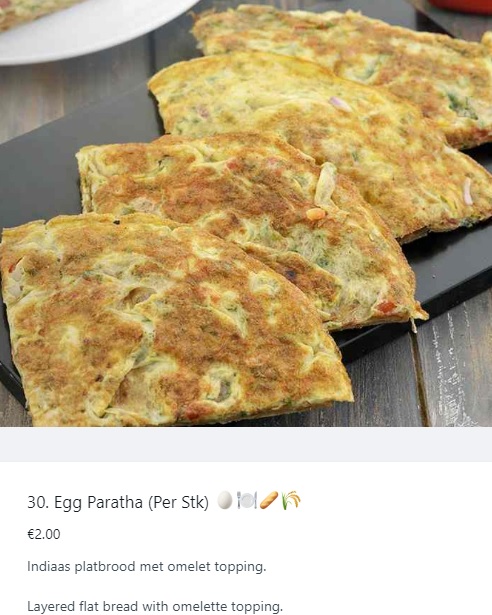 30. Egg Paratha (Per Stk) 🥚🍽️🥖🌾
€2.00
Indiaas platbrood met omelet topping.
Layered flat bread with omelette topping.